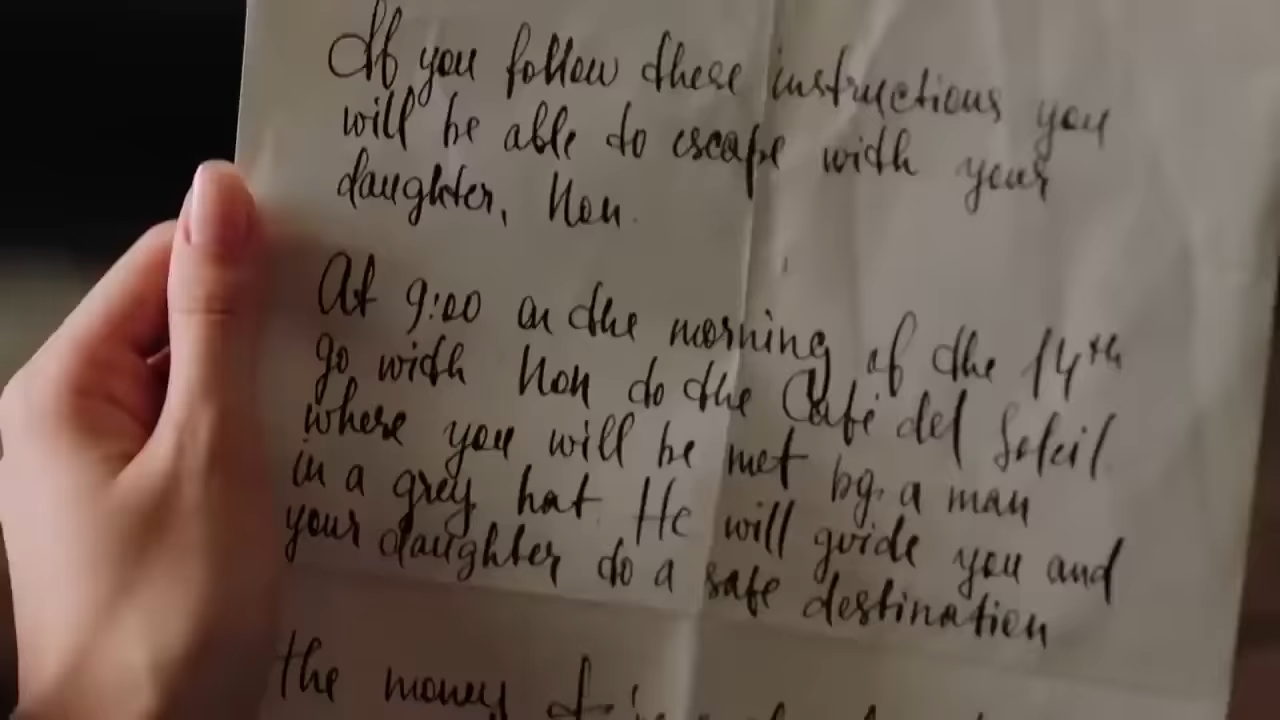 If you follow these instructions you
will be able to escape with your
daughter, Non.
At 9:00 on the morning of the 14th
go with Non to the Café del Soleil
where you will be met by a man
in a grey hat. He will guide you and
your daughter to a safe destination
the money